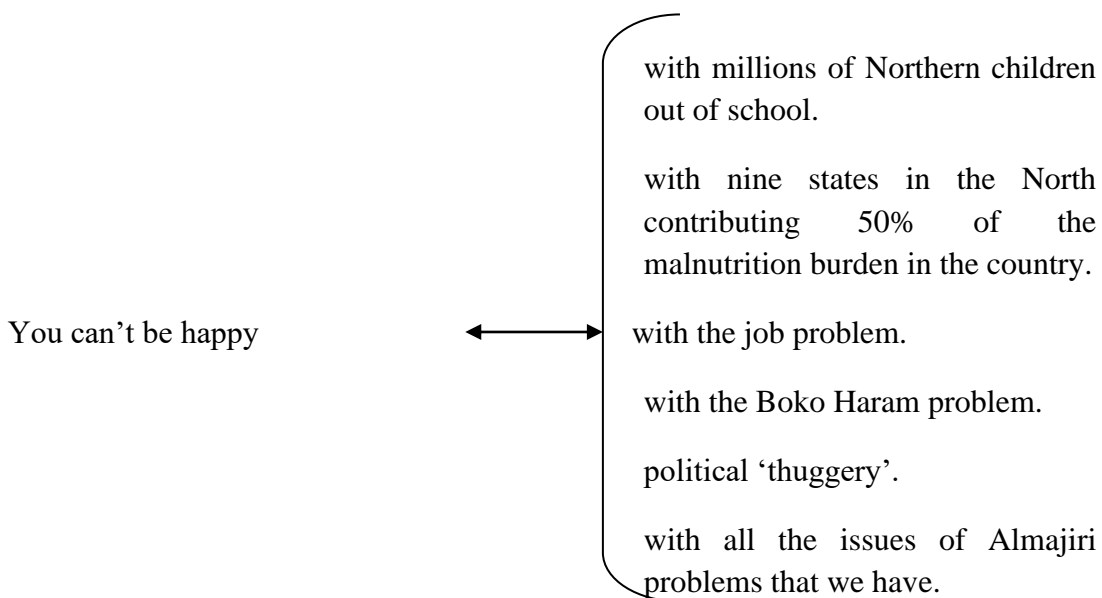 with millions of Northern children
out of school.
with nine states in the North
contributing 50% of the
malnutrition burden in the country.
You can’t be happy
with the job problem.
with the Boko Haram problem.
political ‘thuggery’.
with all the issues of Almajiri
problems that we have.